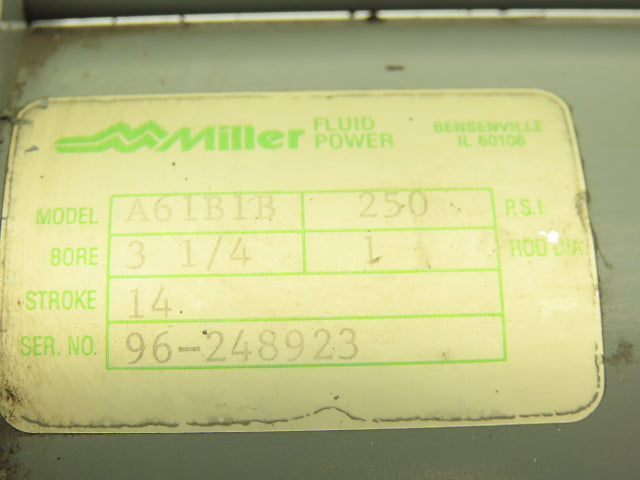 Miller FLUID POWER
BENSENVILLE
IL 60106
MODEL A61B1B 250 P.S.I.
BORE 3 1/4 1 ROD DIA.
STROKE 14
SER. NO. 96-248923